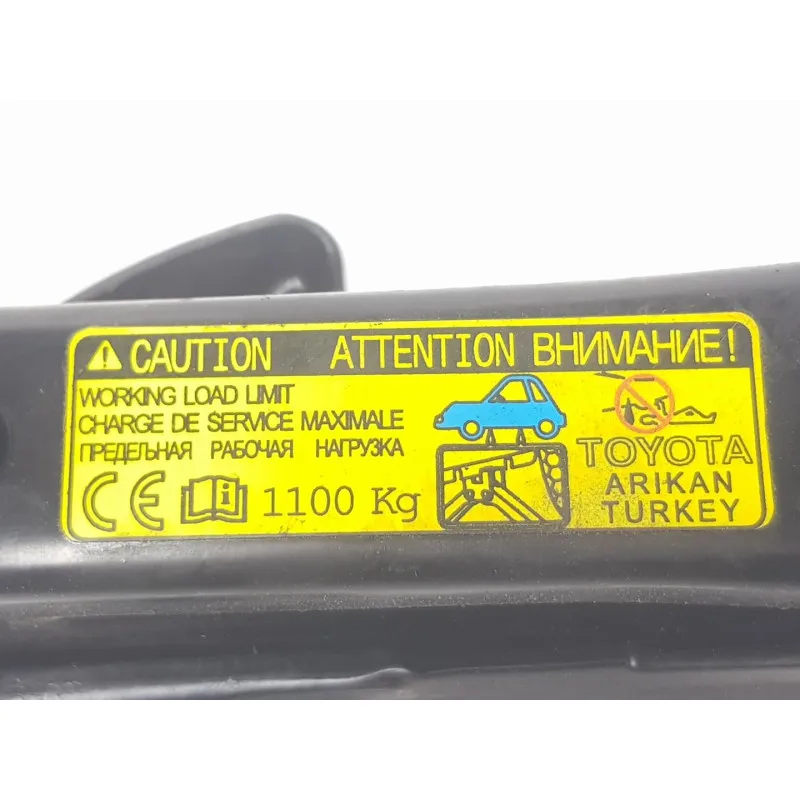 CAUTION ATTENTION ВНИМАНИЕ!
WORKING LOAD LIMIT
CHARGE DE SERVICE MAXIMALE
ПРЕДЕЛЬНАЯ РАБОЧАЯ НАГРУЗКА
CE 1100 Kg
TOYOTA
ARIKAN
TURKEY